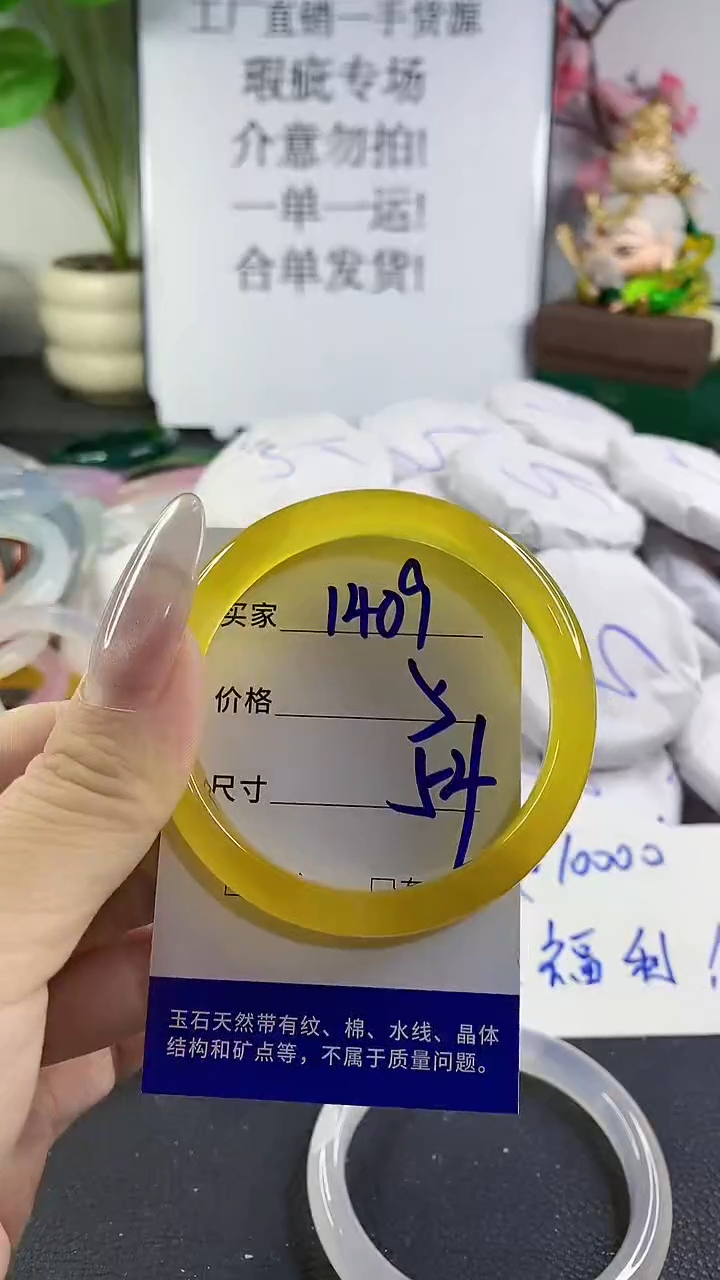 工厂直销一手货源
瑕疵专场
介意勿拍!
一单一运!
合单发货!
买家 1409
价格
尺寸 54
10000
福利!
玉石天然带有纹、棉、水线、晶体
结构和矿点等，不属于质量问题。